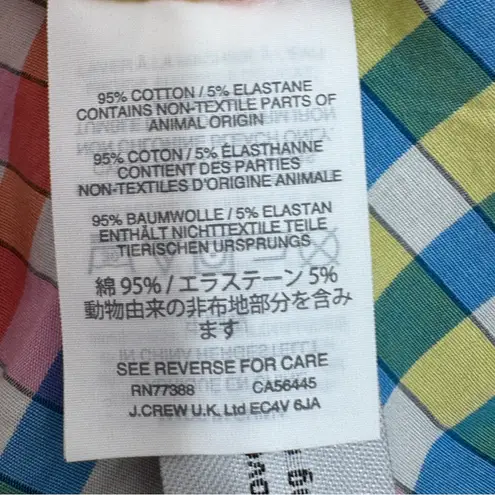 95% COTTON / 5% ELASTANE
CONTAINS NON-TEXTILE PARTS OF
ANIMAL ORIGIN
95% COTON / 5% ÉLASTHANNE
CONTIENT DES PARTIES
NON-TEXTILES D'ORIGINE ANIMALE
95% BAUMWOLLE / 5% ELASTAN
ENTHÄLT NICHTTEXTILE TEILE
TIERISCHEN URSPRUNGS
綿 95% / エラステーン 5%
動物由来の非布地部分を含み
ます
SEE REVERSE FOR CARE
RN77388 CA56445
J.CREW U.K, Ltd EC4V 6JA